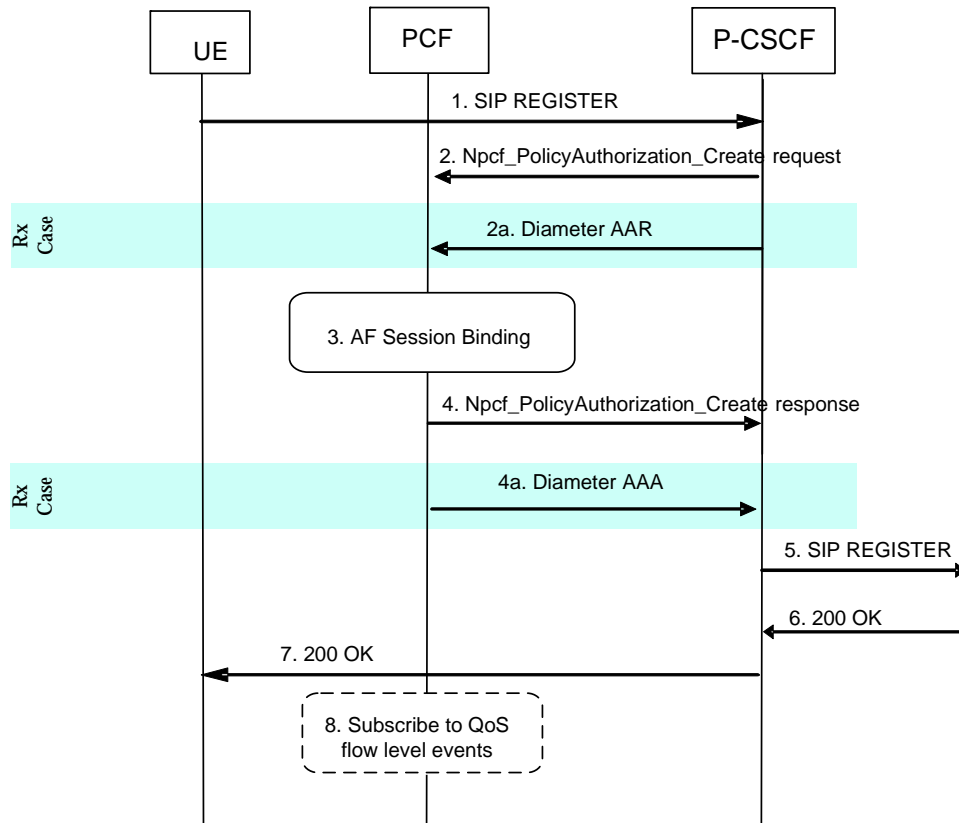 UE
PCF
P-CSCF
1. SIP REGISTER
2. Npcf_PolicyAuthorization_Create request
Rx
Case
2a. Diameter AAR
3. AF Session Binding
4. Npcf_PolicyAuthorization_Create response
Rx
Case
4a. Diameter AAA
5. SIP REGISTER
6. 200 OK
7. 200 OK
8. Subscribe to QoS
flow level events